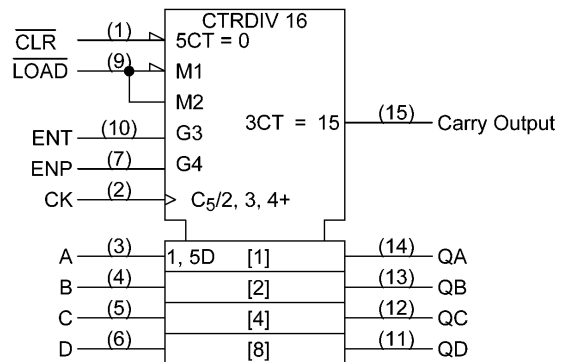 CTRDIV 16
CLR (1) 5CT = 0
LOAD (9) M1
M2
3CT = 15 (15) Carry Output
ENT (10) G3
ENP (7) G4
CK (2) C5/2, 3, 4+
A (3) 1, 5D [1] (14) QA
B (4) [2] (13) QB
C (5) [4] (12) QC
D (6) [8] (11) QD